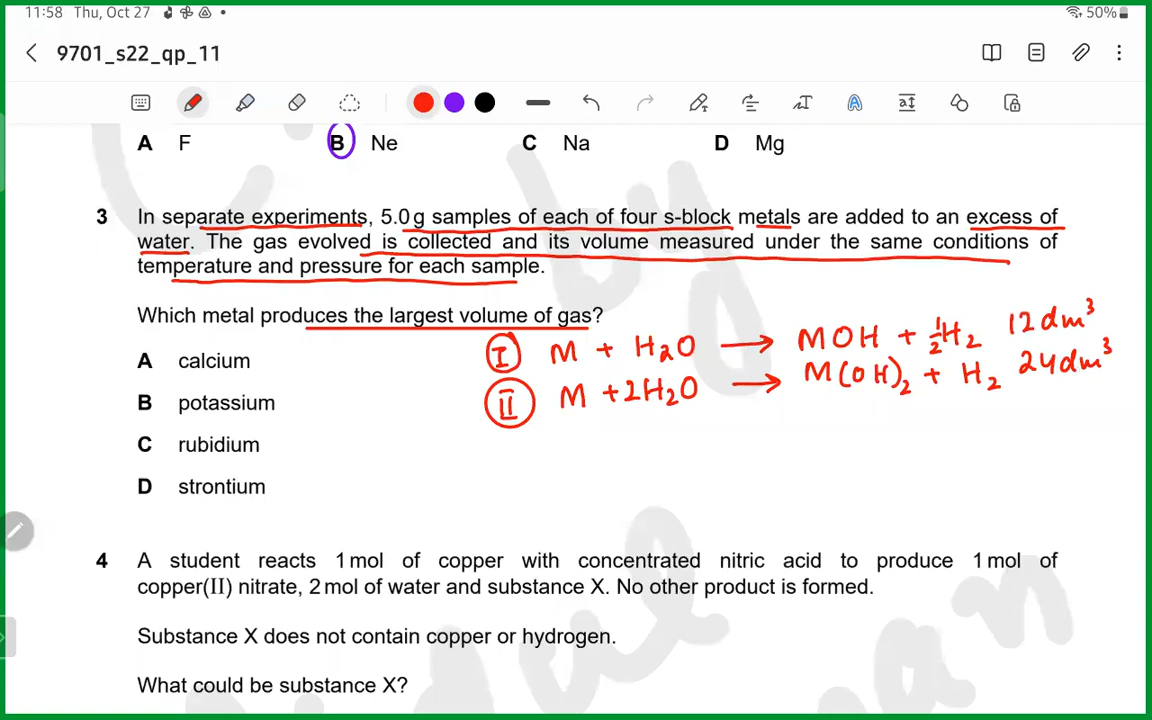 11:58 Thu, Oct 27 50%
9701_s22_qp_11
A F B Ne C Na D Mg
3 In separate experiments, 5.0 g samples of each of four s-block metals are added to an excess of
water. The gas evolved is collected and its volume measured under the same conditions of
temperature and pressure for each sample.
Which metal produces the largest volume of gas?
I M + H₂O → MOH + ½H₂ 12dm³
A calcium
II M + 2H₂O → M(OH)₂ + H₂ 24dm³
B potassium
C rubidium
D strontium
4 A student reacts 1 mol of copper with concentrated nitric acid to produce 1 mol of
copper(II) nitrate, 2 mol of water and substance X. No other product is formed.
Substance X does not contain copper or hydrogen.
What could be substance X?
by